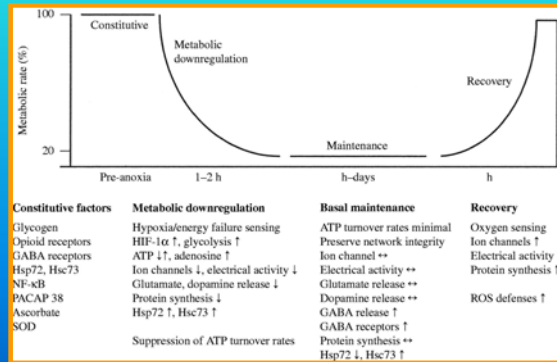 100
Constitutive
Metabolic downregulation
Recovery
Metabolic rate (%)
Maintenance
20
Pre-anoxia 1–2 h h–days h
Constitutive factors
Glycogen
Opioid receptors
GABA receptors
Hsp72, Hsc73
NF-κB
PACAP 38
Ascorbate
SOD
Metabolic downregulation
Hypoxia/energy failure sensing
HIF-1α ↑, glycolysis ↑
ATP ↓↑, adenosine ↑
Ion channels ↓, electrical activity ↓
Glutamate, dopamine release ↓
Protein synthesis ↓
Hsp72 ↑, Hsc73 ↑
Suppression of ATP turnover rates
Basal maintenance
ATP turnover rates minimal
Preserve network integrity
Ion channel ↔
Electrical activity ↔
Glutamate release ↔
Dopamine release ↔
GABA release ↑
GABA receptors ↑
Protein synthesis ↔
Hsp72 ↓, Hsc73 ↑
Recovery
Oxygen sensing
Ion channels ↑
Electrical activity
Protein synthesis ↑
ROS defenses ↑